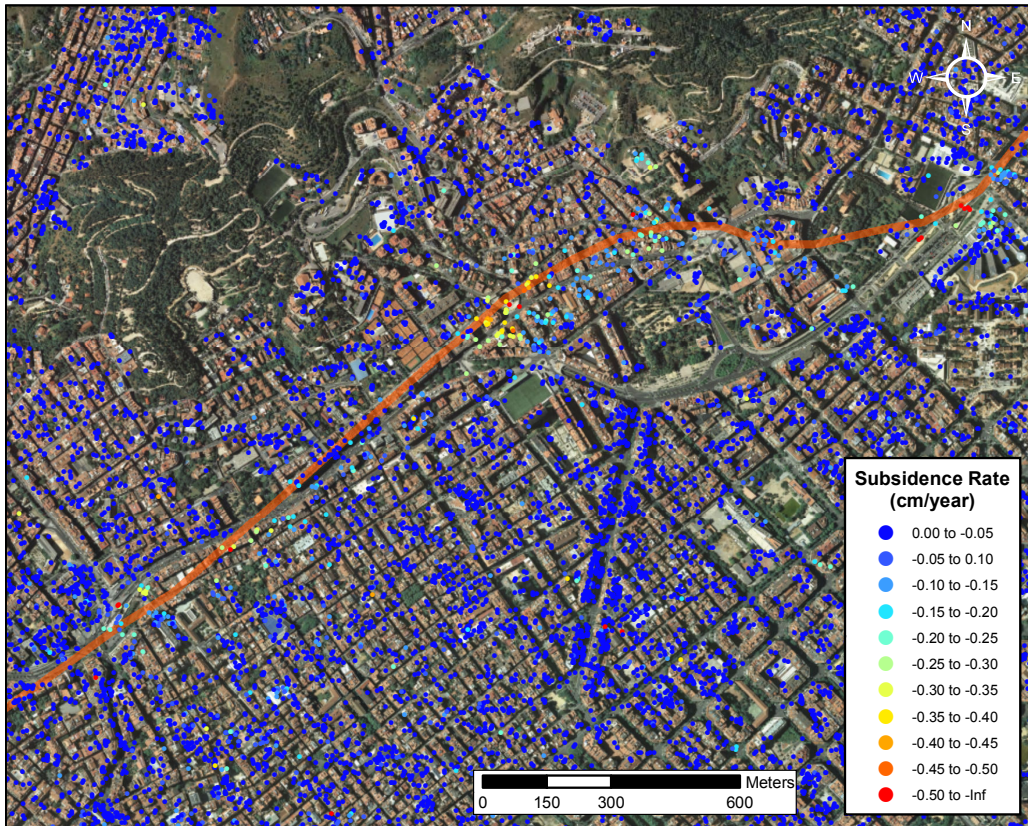 N
W
E
S
Subsidence Rate
(cm/year)
0.00 to -0.05
-0.05 to 0.10
-0.10 to -0.15
-0.15 to -0.20
-0.20 to -0.25
-0.25 to -0.30
-0.30 to -0.35
-0.35 to -0.40
-0.40 to -0.45
-0.45 to -0.50
-0.50 to -Inf
Meters
0 150 300 600